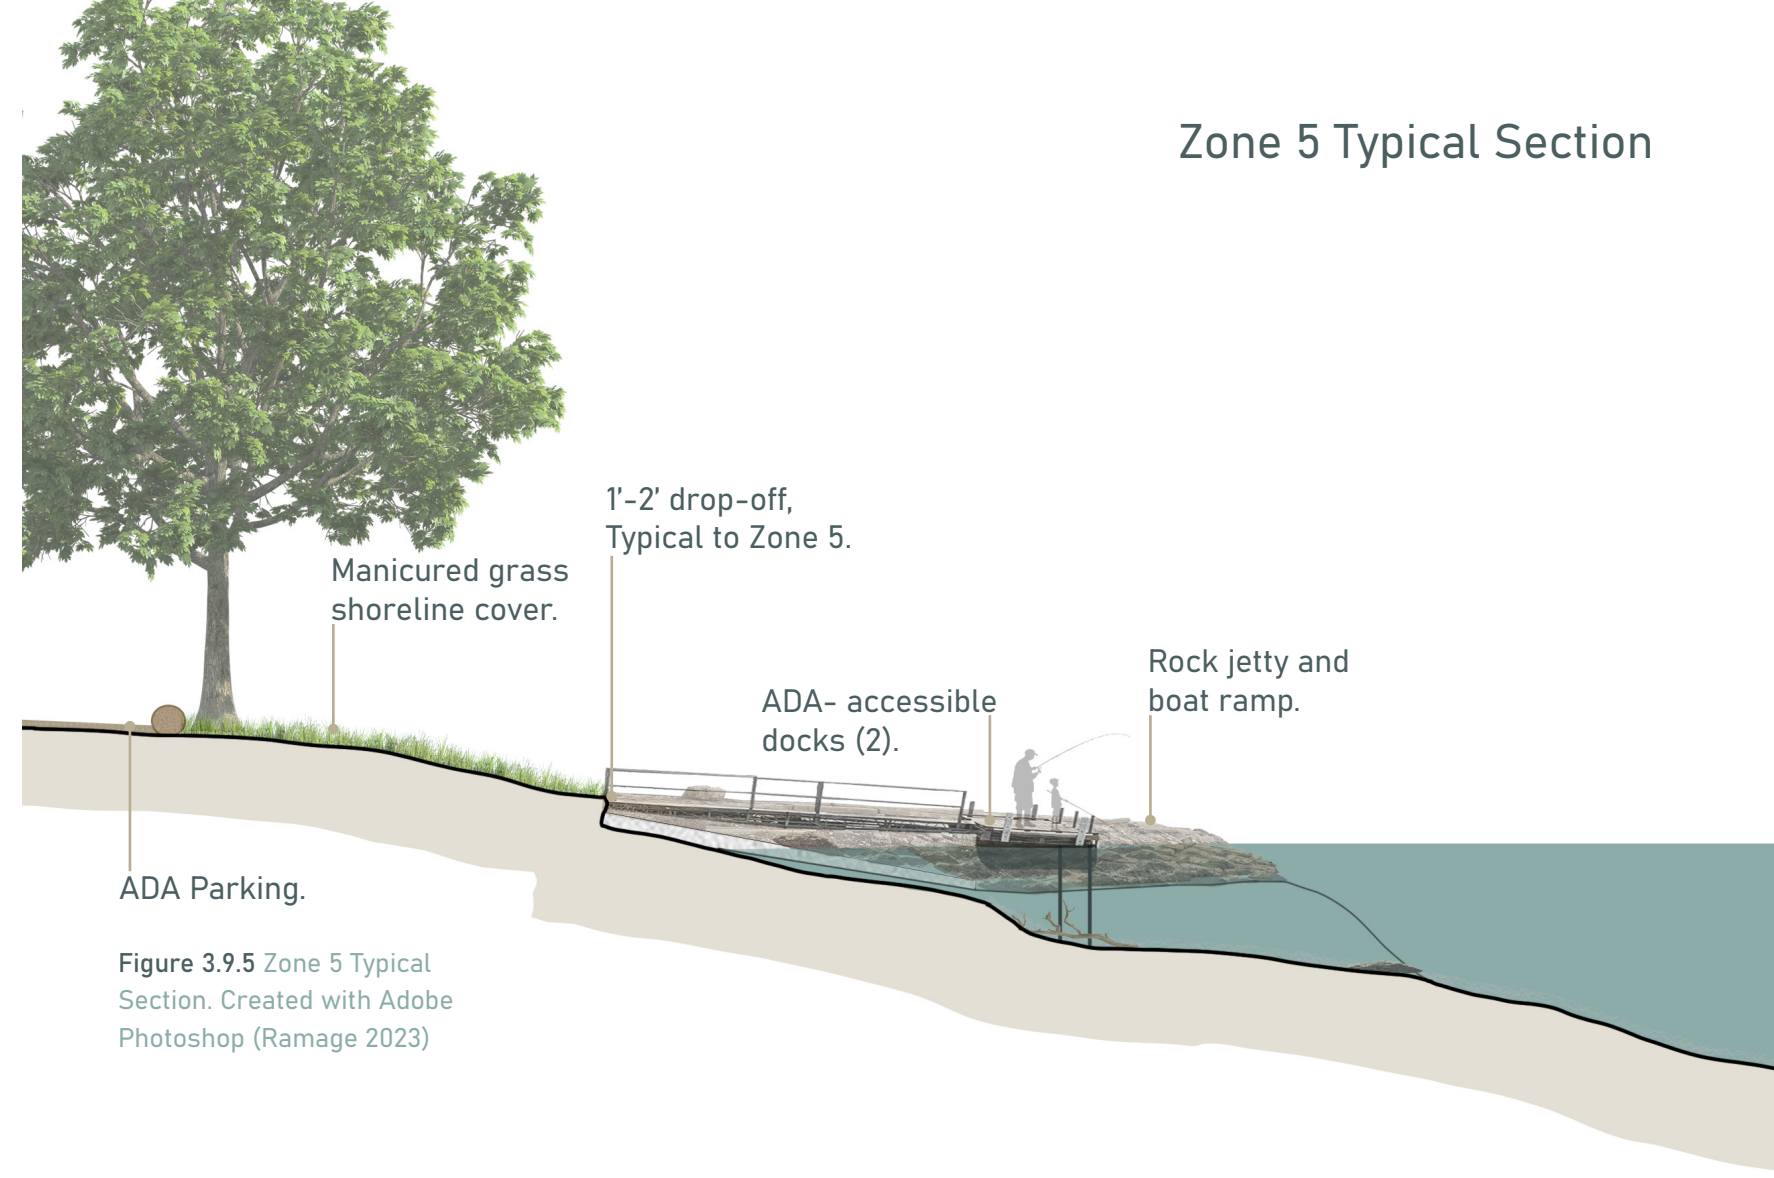 Zone 5 Typical Section
1'-2' drop-off,
Typical to Zone 5.
Manicured grass
shoreline cover.
Rock jetty and
boat ramp.
ADA- accessible
docks (2).
ADA Parking.
Figure 3.9.5 Zone 5 Typical
Section. Created with Adobe
Photoshop (Ramage 2023)